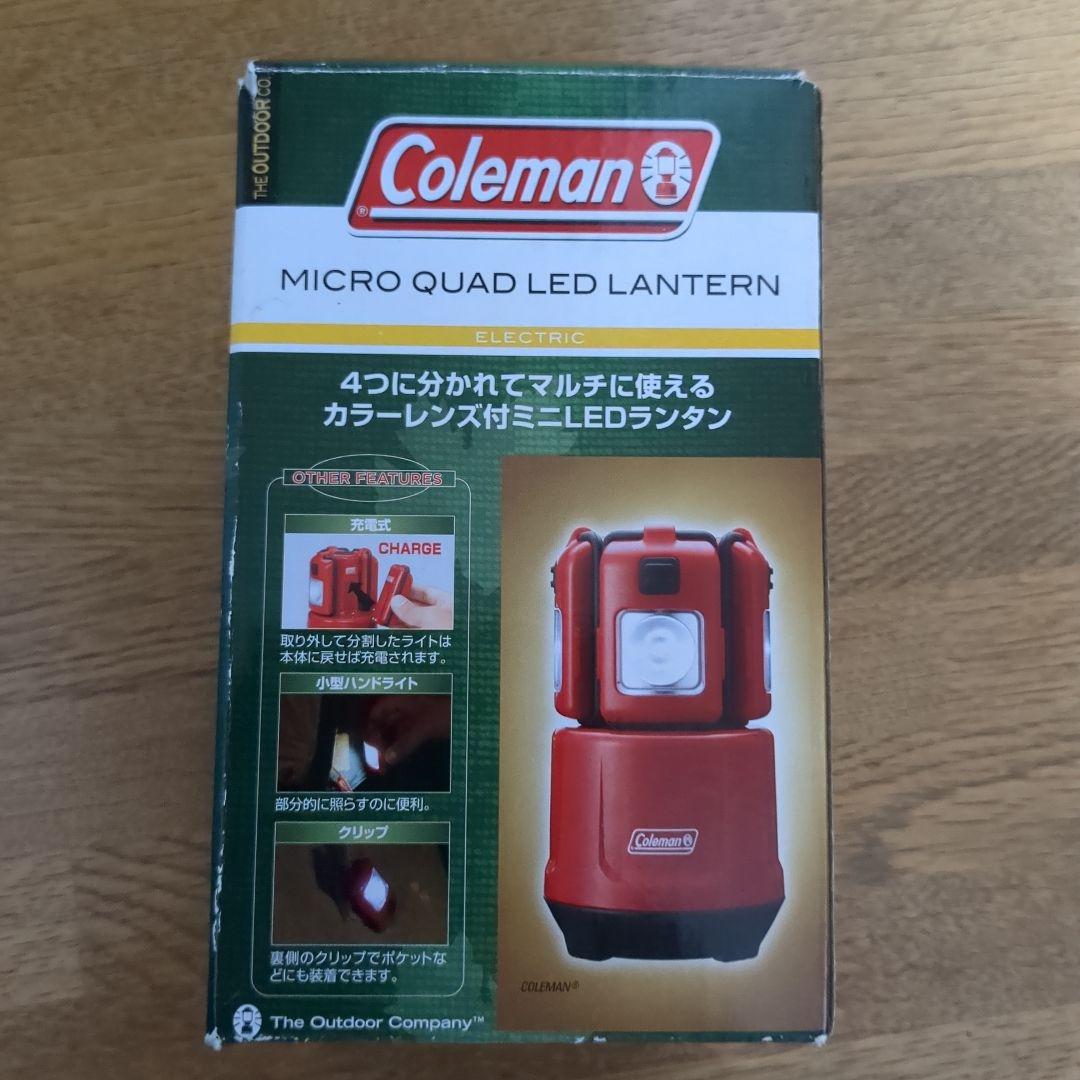 THE OUTDOOR CO.
Coleman
®
MICRO QUAD LED LANTERN
ELECTRIC
4つに分かれてマルチに使える
カラーレンズ付ミニLEDランタン
OTHER FEATURES
充電式
CHARGE
取り外して分割したライトは
本体に戻せば充電されます。
小型ハンドライト
部分的に照らすのに便利。
クリップ
裏側のクリップでポケットな
どにも装着できます。
Coleman
COLEMAN®
The Outdoor Company™